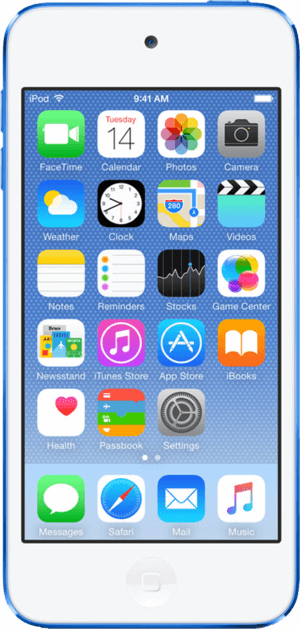 iPod 9:41 AM
Tuesday
14
FaceTime Calendar Photos Camera
280
Weather Clock Maps Videos
Notes Reminders Stocks Game Center
Newsstand iTunes Store App Store iBooks
Health Passbook Settings
Messages Safari Mail Music